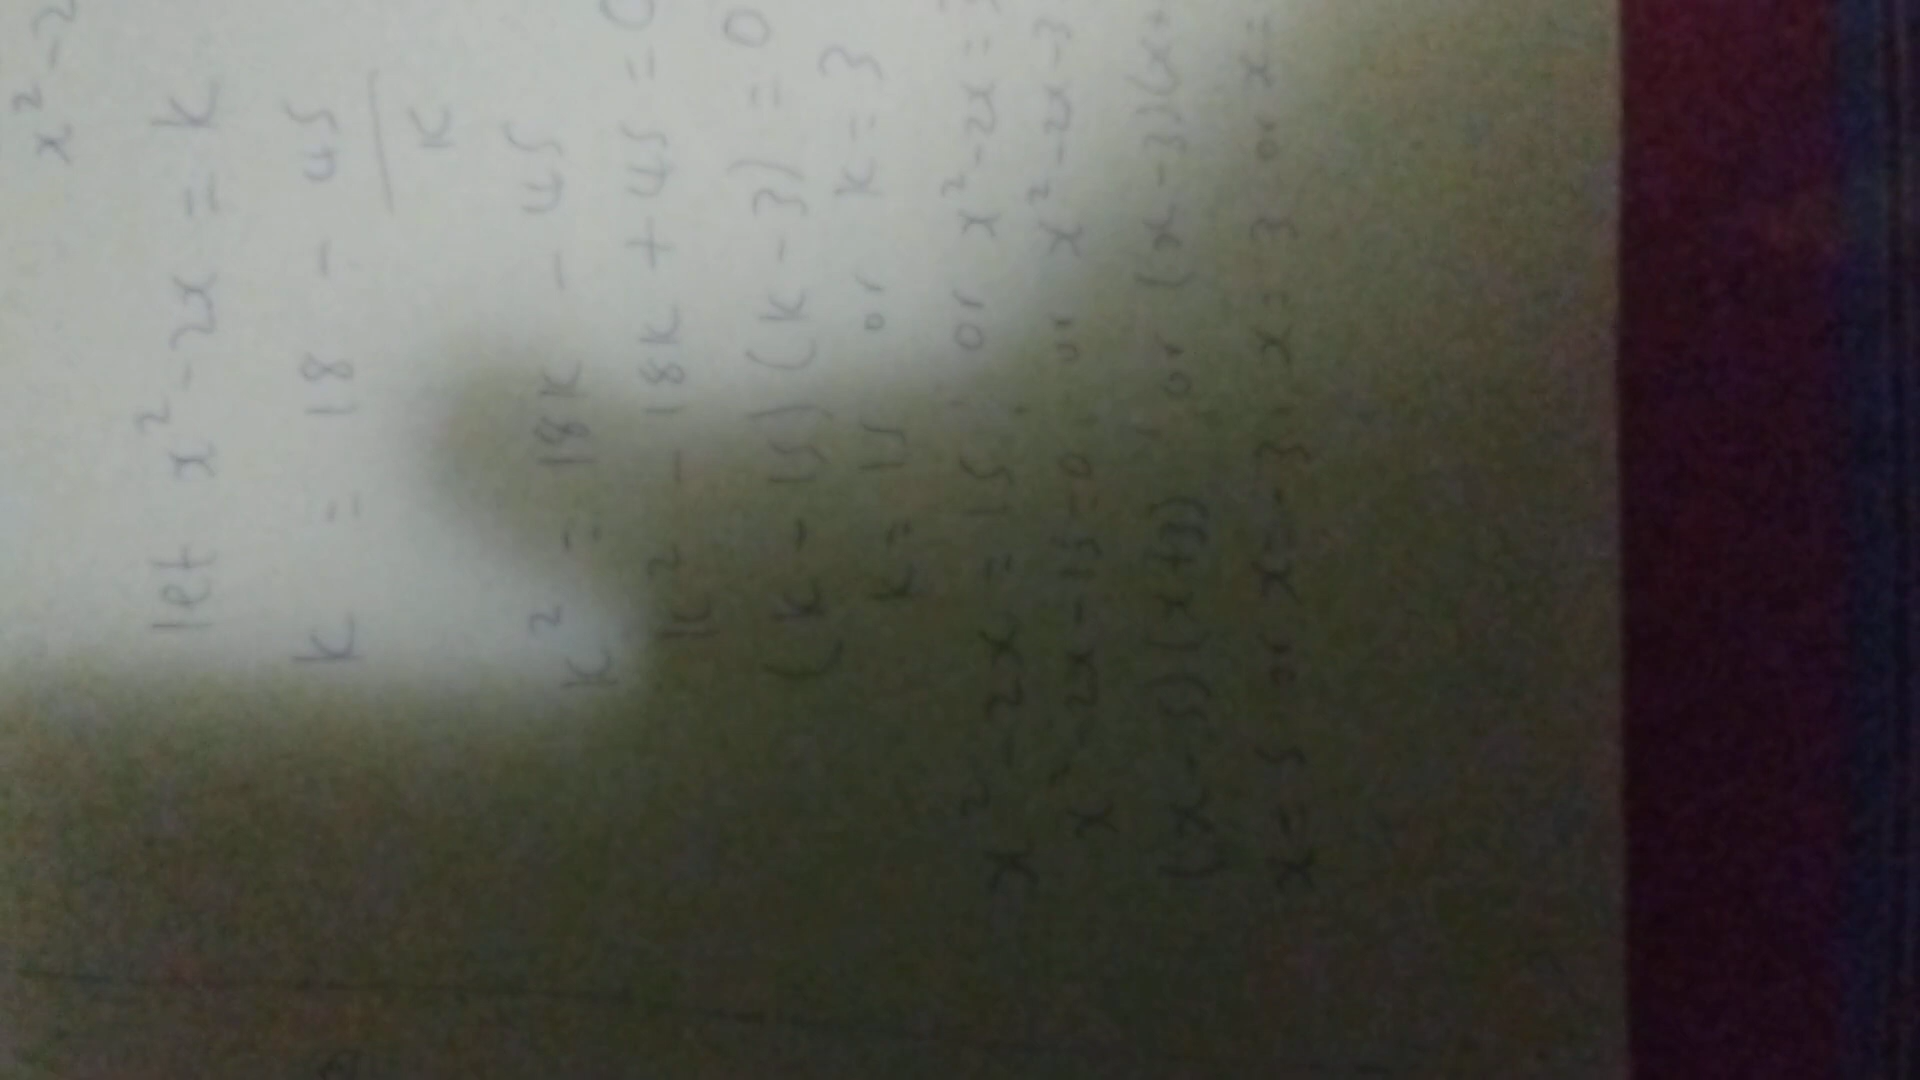 x² - 2
let x² - 2x = k
k = 18 - 45/k
k² = 18k - 45
k² - 18k + 45 = 0
(k - 15)(k - 3) = 0
k = 15 or k = 3
x² - 2x = 15 or x² - 2x =
x² - 2x - 15 = 0 or x² - 2x - 3
(x - 5)(x + 3) or (x - 3)(x +
x = 5 or x = -3, x = 3 or x =